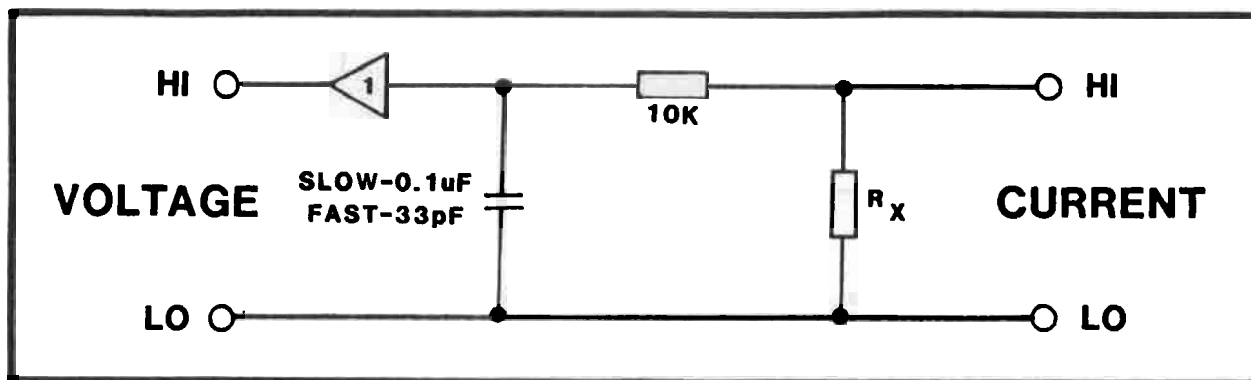 HI
1
10K
HI
VOLTAGE
SLOW-0.1uF
FAST-33pF
RX
CURRENT
LO
LO